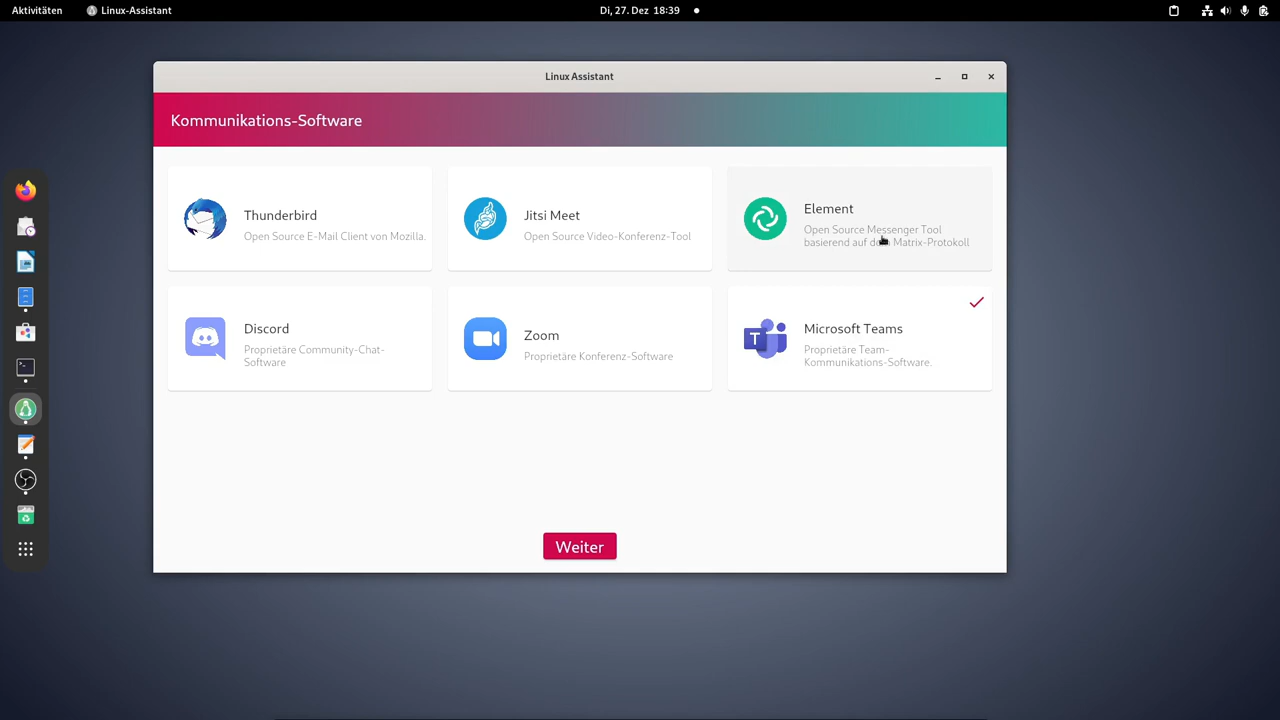 Aktivitäten
Linux-Assistant
Di, 27. Dez 18:39
Linux Assistant
Kommunikations-Software
Thunderbird
Open Source E-Mail Client von Mozilla.
Jitsi Meet
Open Source Video-Konferenz-Tool
Element
Open Source Messenger Tool
basierend auf dem Matrix-Protokoll
Discord
Proprietäre Community-Chat-
Software
Zoom
Proprietäre Konferenz-Software
T
Microsoft Teams
Proprietäre Team-
Kommunikations-Software.
Weiter